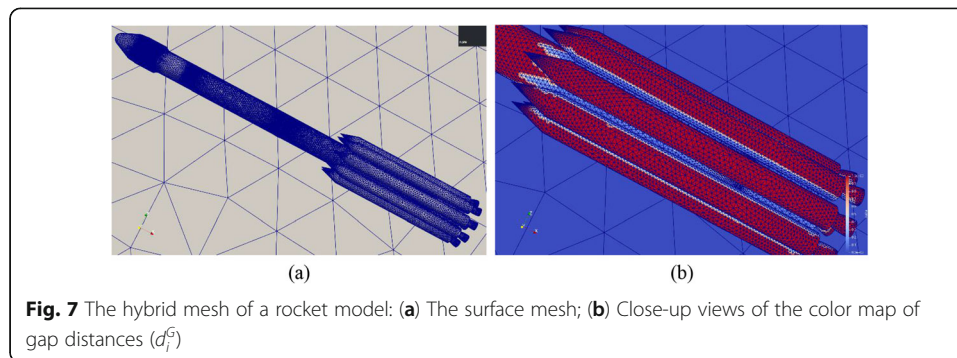 (a)
(b)
Fig. 7 The hybrid mesh of a rocket model: (a) The surface mesh; (b) Close-up views of the color map of
gap distances (d_i^G)